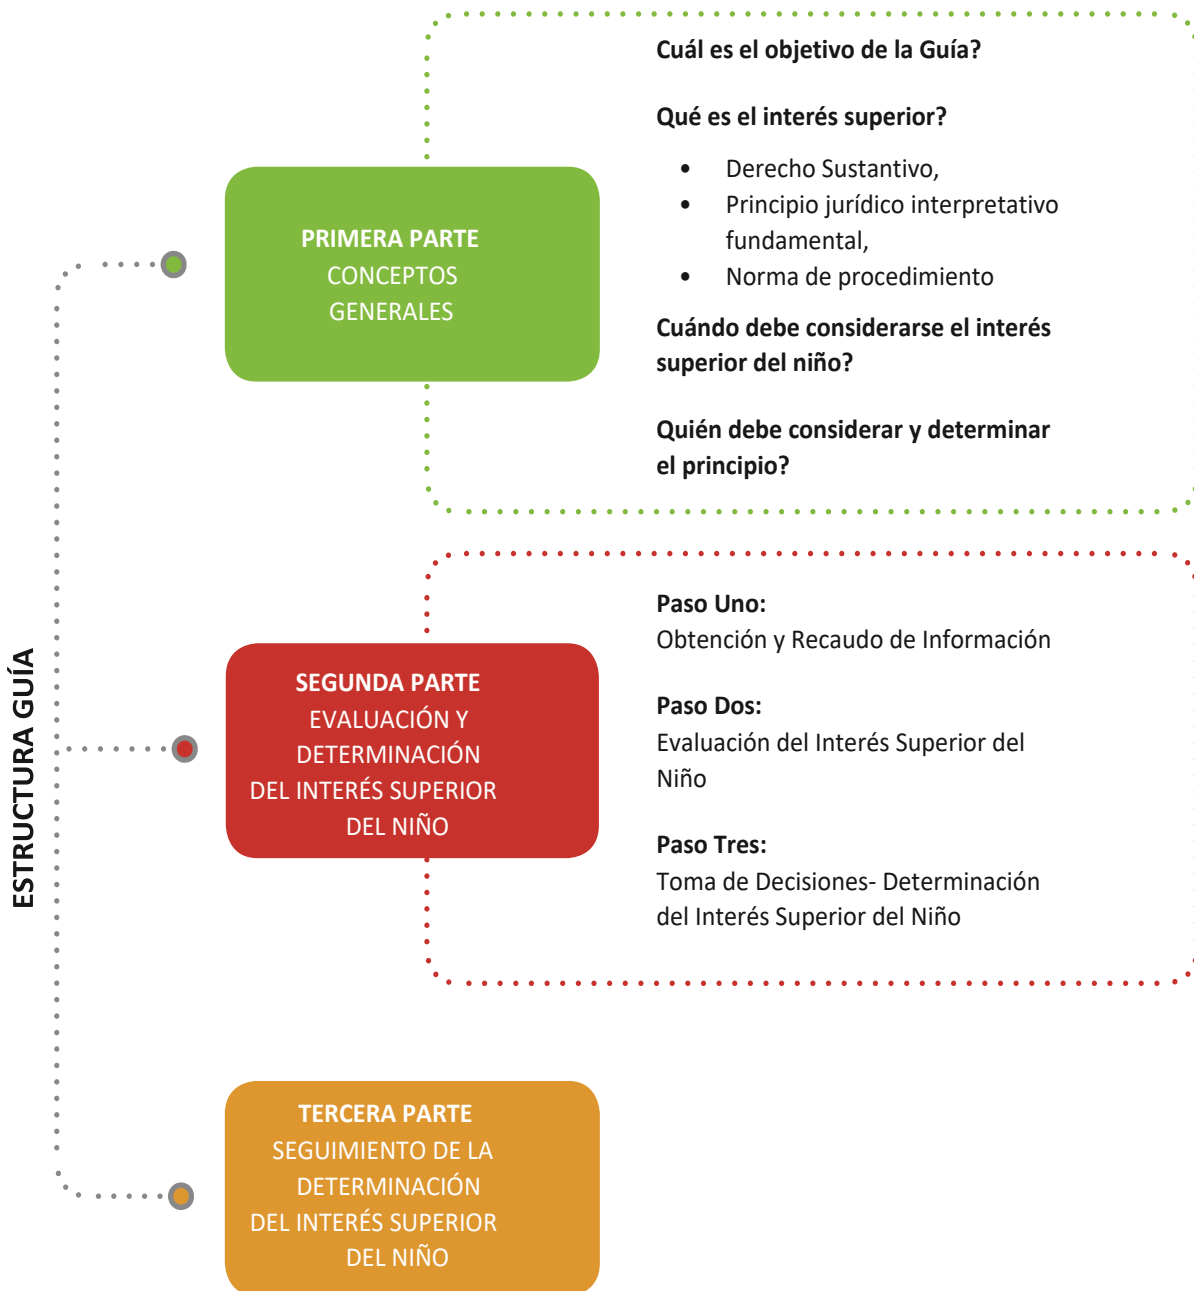 ESTRUCTURA GUÍA
PRIMERA PARTE
CONCEPTOS
GENERALES
Cuál es el objetivo de la Guía?
Qué es el interés superior?
• Derecho Sustantivo,
• Principio jurídico interpretativo
fundamental,
• Norma de procedimiento
Cuándo debe considerarse el interés
superior del niño?
Quién debe considerar y determinar
el principio?
SEGUNDA PARTE
EVALUACIÓN Y
DETERMINACIÓN
DEL INTERÉS SUPERIOR
DEL NIÑO
Paso Uno:
Obtención y Recaudo de Información
Paso Dos:
Evaluación del Interés Superior del
Niño
Paso Tres:
Toma de Decisiones- Determinación
del Interés Superior del Niño
TERCERA PARTE
SEGUIMIENTO DE LA
DETERMINACIÓN
DEL INTERÉS SUPERIOR
DEL NIÑO